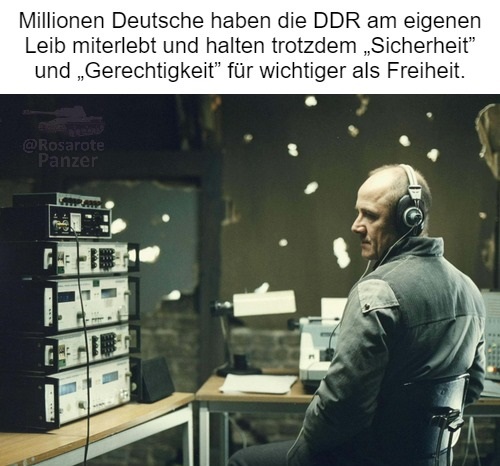 Millionen Deutsche haben die DDR am eigenen
Leib miterlebt und halten trotzdem „Sicherheit”
und „Gerechtigkeit” für wichtiger als Freiheit.
@Rosarote
Panzer